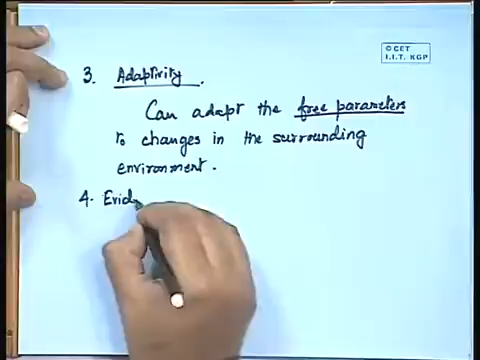 © CET
I.I.T. KGP
3. Adaptivity.
Can adapt the free parameters
to changes in the surrounding
environment.
4. Evid